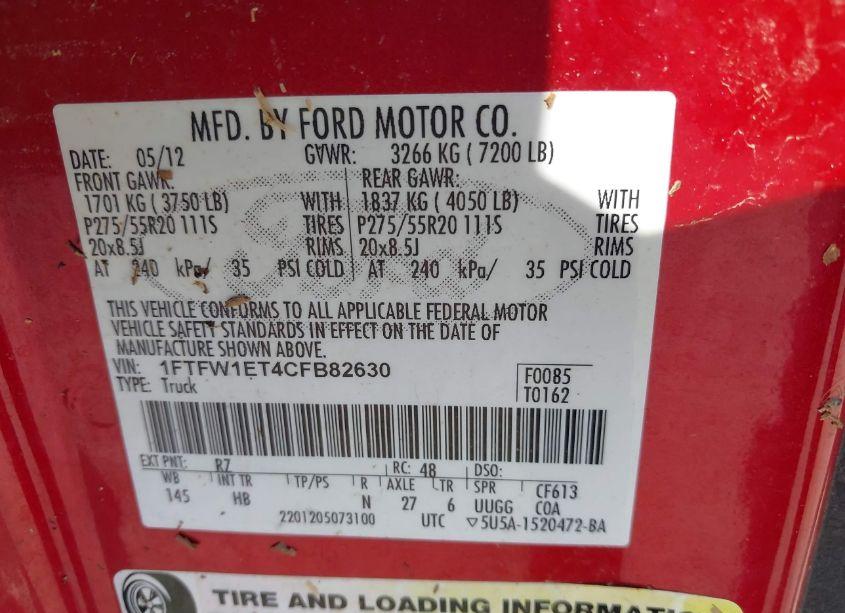 MFD. BY FORD MOTOR CO.
DATE: 05/12 GVWR: 3266 KG ( 7200 LB)
FRONT GAWR: REAR GAWR:
1701 KG ( 3750 LB) WITH 1837 KG ( 4050 LB) WITH
P275/55R20 111S TIRES P275/55R20 111S TIRES
20x8.5J RIMS 20x8.5J RIMS
AT 240 kPa/ 35 PSI COLD AT 240 kPa/ 35 PSI COLD
THIS VEHICLE CONFORMS TO ALL APPLICABLE FEDERAL MOTOR
VEHICLE SAFETY STANDARDS IN EFFECT ON THE DATE OF
MANUFACTURE SHOWN ABOVE.
VIN: 1FTFW1ET4CFB82630 F0085
TYPE: Truck T0162
EXT PNT: RZ RC: 48 DSO:
WB INT TR TP/PS R AXLE TR SPR CF613
145 HB N 27 6 UUGG COA
2201205073100 UTC ▽5U5A-1520472-BA
TIRE AND LOADING INFORMATI